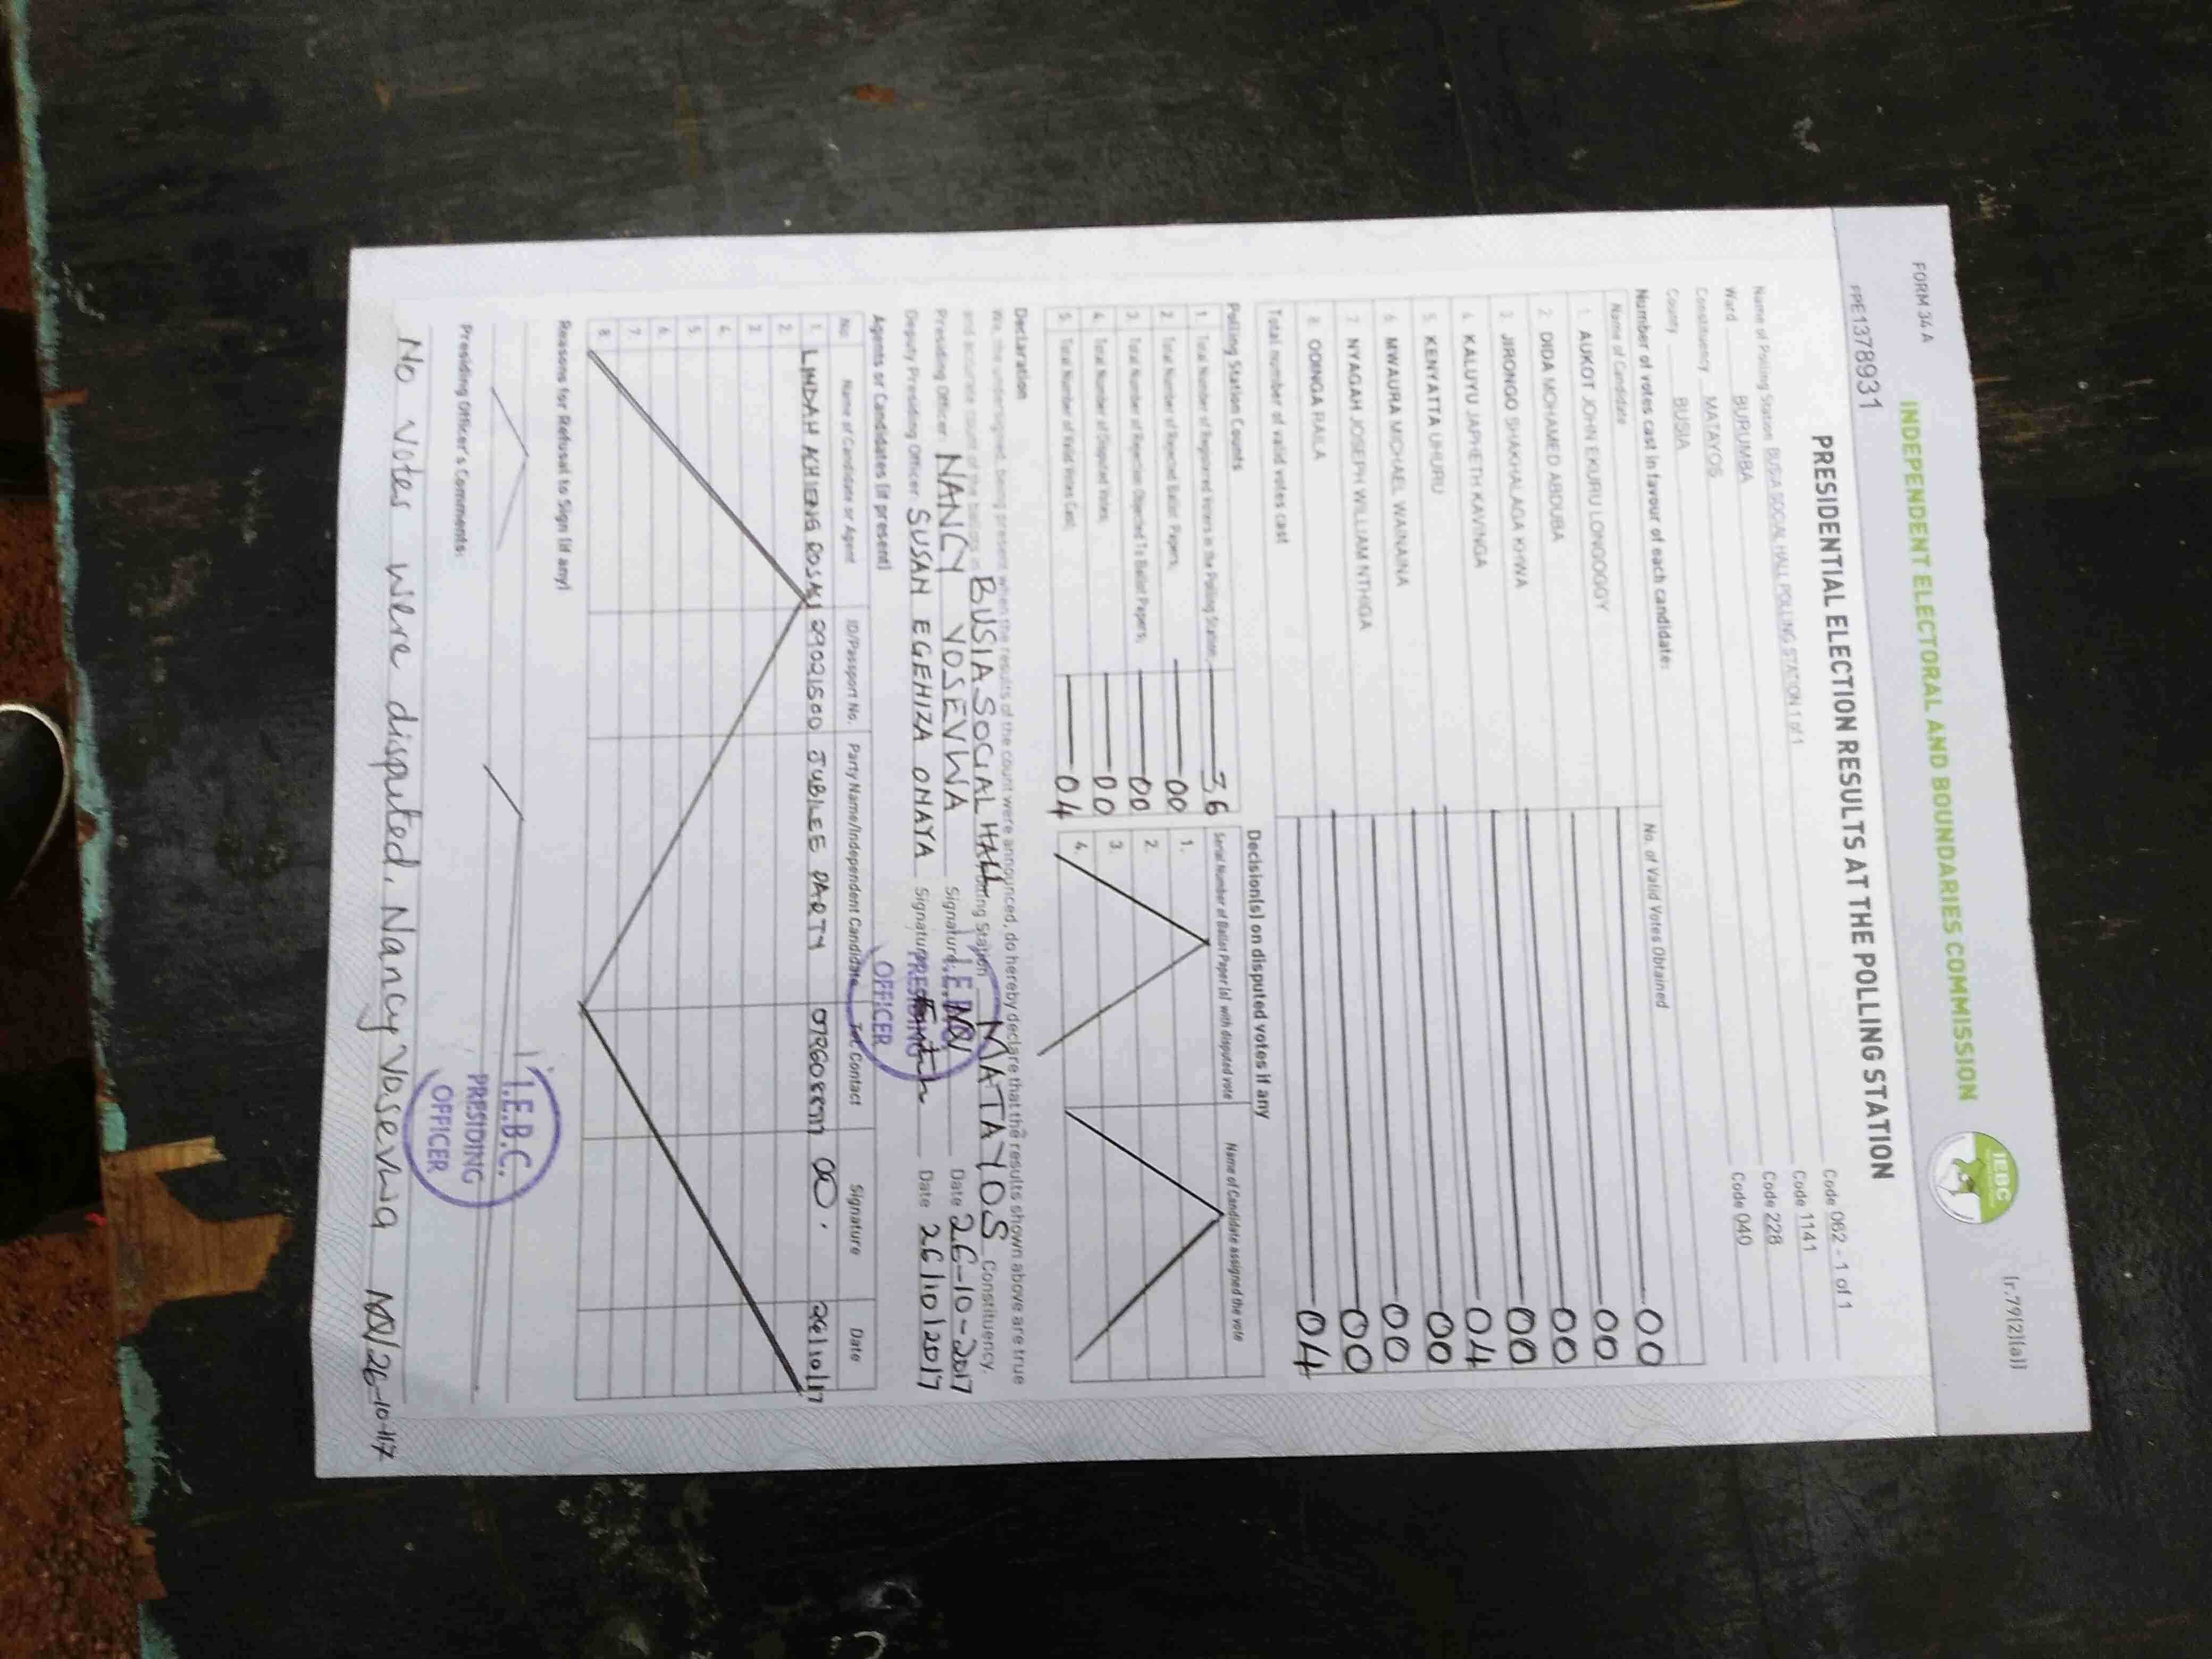 FORM 34A
(r.79(2)(a))
INDEPENDENT ELECTORAL AND BOUNDARIES COMMISSION
IEBC
FPE1378931
PRESIDENTIAL ELECTION RESULTS AT THE POLLING STATION
Name of Polling Station BUSIA SOCIAL HALL POLLING STATION 1 of 1 Code 062 - 1 of 1
Ward BURUMBA Code 1141
Constituency MATAYOS Code 228
County BUSIA Code 040
Number of votes cast in favour of each candidate:
Name of Candidate No. of Valid Votes Obtained
1. AUKOT JOHN EKURU LONGOGGY 00
2. DIDA MOHAMED ABDUBA 00
3. JIRONGO SHAKHALAGA KHWA 00
4. KALUYU JAPHETH KAVINGA 00
5. KENYATTA UHURU 04
6. MWAURA MICHAEL WAINAINA 00
7. NYAGAH JOSEPH WILLIAM NTHIGA 00
8. ODINGA RAILA 00
Total number of valid votes cast 04
Polling Station Counts
1. Total Number of Registered Voters in the Polling Station; 36
2. Total Number of Rejected Ballot Papers; 00
3. Total Number of Rejection Objected To Ballot Papers; 00
4. Total Number of Disputed Votes; 00
5. Total Number of Valid Votes Cast; 04
Decision(s) on disputed votes if any
Serial Number of Ballot Paper(s) with disputed vote Name of Candidate assigned the vote
1.
2.
3.
4.
Declaration
We, the undersigned, being present when the results of the count were announced, do hereby declare that the results shown above are true
and accurate count of the ballots in BUSIA SOCIAL HALL Polling Station MATAYOS Constituency.
Presiding Officer: NANCY VOSEVWA Signature: Date 26-10-2017
Deputy Presiding Officer: SUSAN EGEHIZA ONAYA Signature: Date 26/10/2017
I.E.B.C.
PRESIDING
OFFICER
Agents or Candidates (if present)
No. Name of Candidate or Agent ID/Passport No. Party Name/Independent Candidate Tel. Contact Signature Date
1. LINDAH ACHIENG 29021500 JUBILEE PARTY 26/10/17
2.
3.
4.
5.
6.
7.
8.
Reasons for Refusal to Sign (if any)
Presiding Officer's Comments:
I.E.B.C.
PRESIDING
OFFICER
No votes were disputed. Nancy Vosevwa 26-10-17